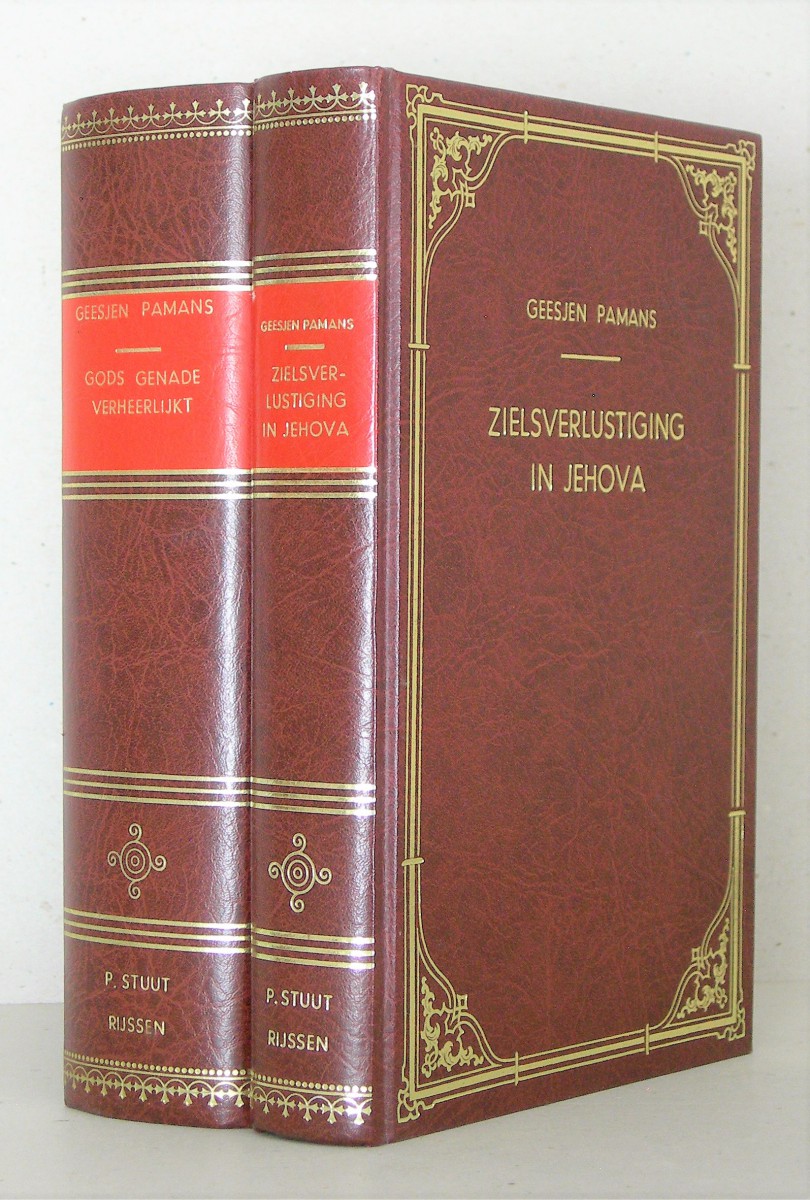 GEESJEN PAMANS
GODS GENADE
VERHEERLIJKT
P. STUUT
RIJSSEN
GEESJEN PAMANS
ZIELSVER-
LUSTIGING
IN JEHOVA
P. STUUT
RIJSSEN
GEESJEN PAMANS
ZIELSVERLUSTIGING
IN JEHOVA